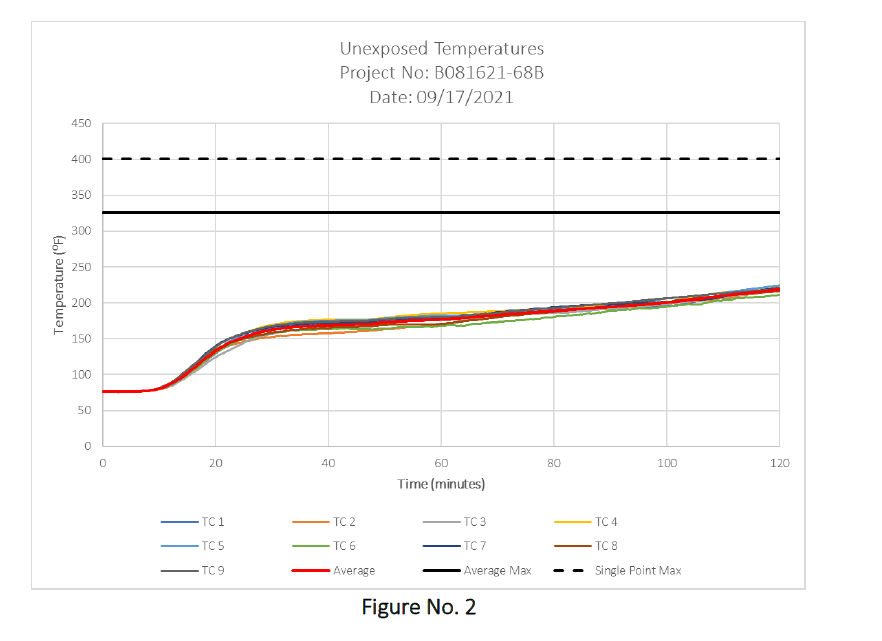 Unexposed Temperatures
Project No: B081621-68B
Date: 09/17/2021
450
400
350
300
250
200
150
100
50
0
Temperature (ºF)
0 20 40 60 80 100 120
Time (minutes)
TC 1 TC 2 TC 3 TC 4
TC 5 TC 6 TC 7 TC 8
TC 9 Average Average Max Single Point Max
Figure No. 2